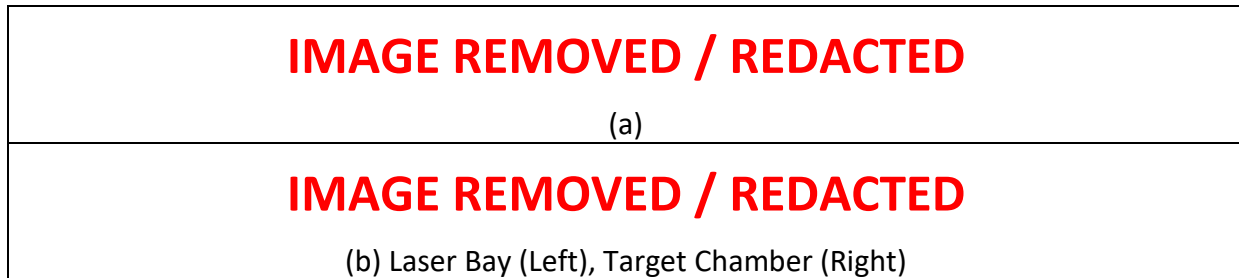 IMAGE REMOVED / REDACTED
(a)
IMAGE REMOVED / REDACTED
(b) Laser Bay (Left), Target Chamber (Right)